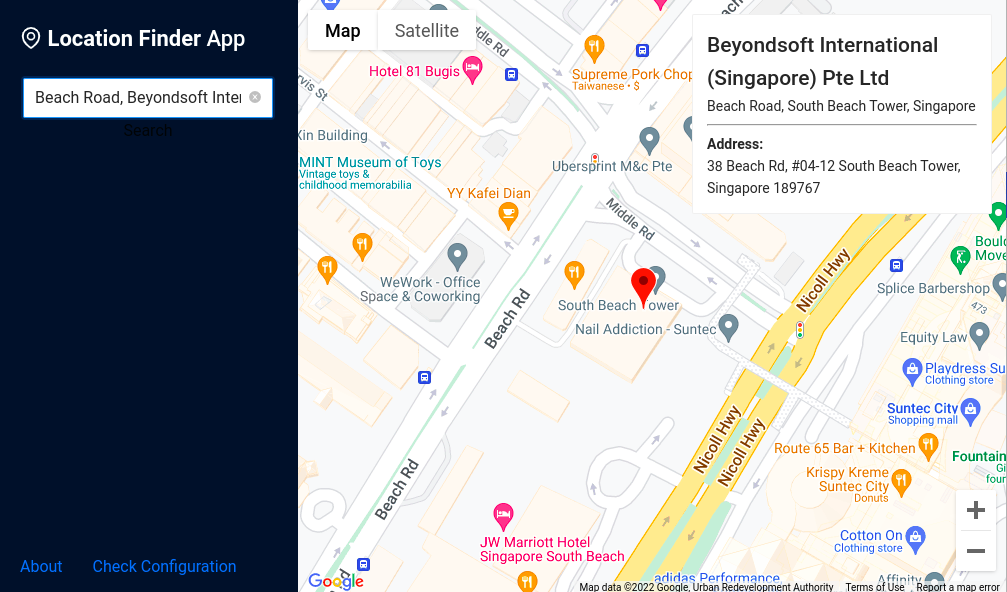 Location Finder App
Beach Road, Beyondsoft Inter
Search
About
Check Configuration
Map
Satellite
Beyondsoft International
(Singapore) Pte Ltd
Beach Road, South Beach Tower, Singapore
Address:
38 Beach Rd, #04-12 South Beach Tower,
Singapore 189767
Middle Rd
Hotel 81 Bugis
Supreme Pork Chop
Taiwanese • $
Xin Building
MINT Museum of Toys
Vintage toys &
childhood memorabilia
Ubersprint M&c Pte
YY Kafei Dian
Middle Rd
WeWork - Office
Space & Coworking
South Beach Tower
Nail Addiction - Suntec
Beach Rd
Nicoll Hwy
Boul
Move
Splice Barbershop
473
Equity Law
Playdress Su
Clothing store
Suntec City
Shopping mall
Nicoll Hwy
Nicoll Hwy
Route 65 Bar + Kitchen
Fountain
Krispy Kreme
Suntec City
Donuts
Beach Rd
JW Marriott Hotel
Singapore South Beach
Cotton On
Clothing store
adidas Performance
Affinity
Google
Map data ©2022 Google, Urban Redevelopment Authority
Terms of Use
Report a map error